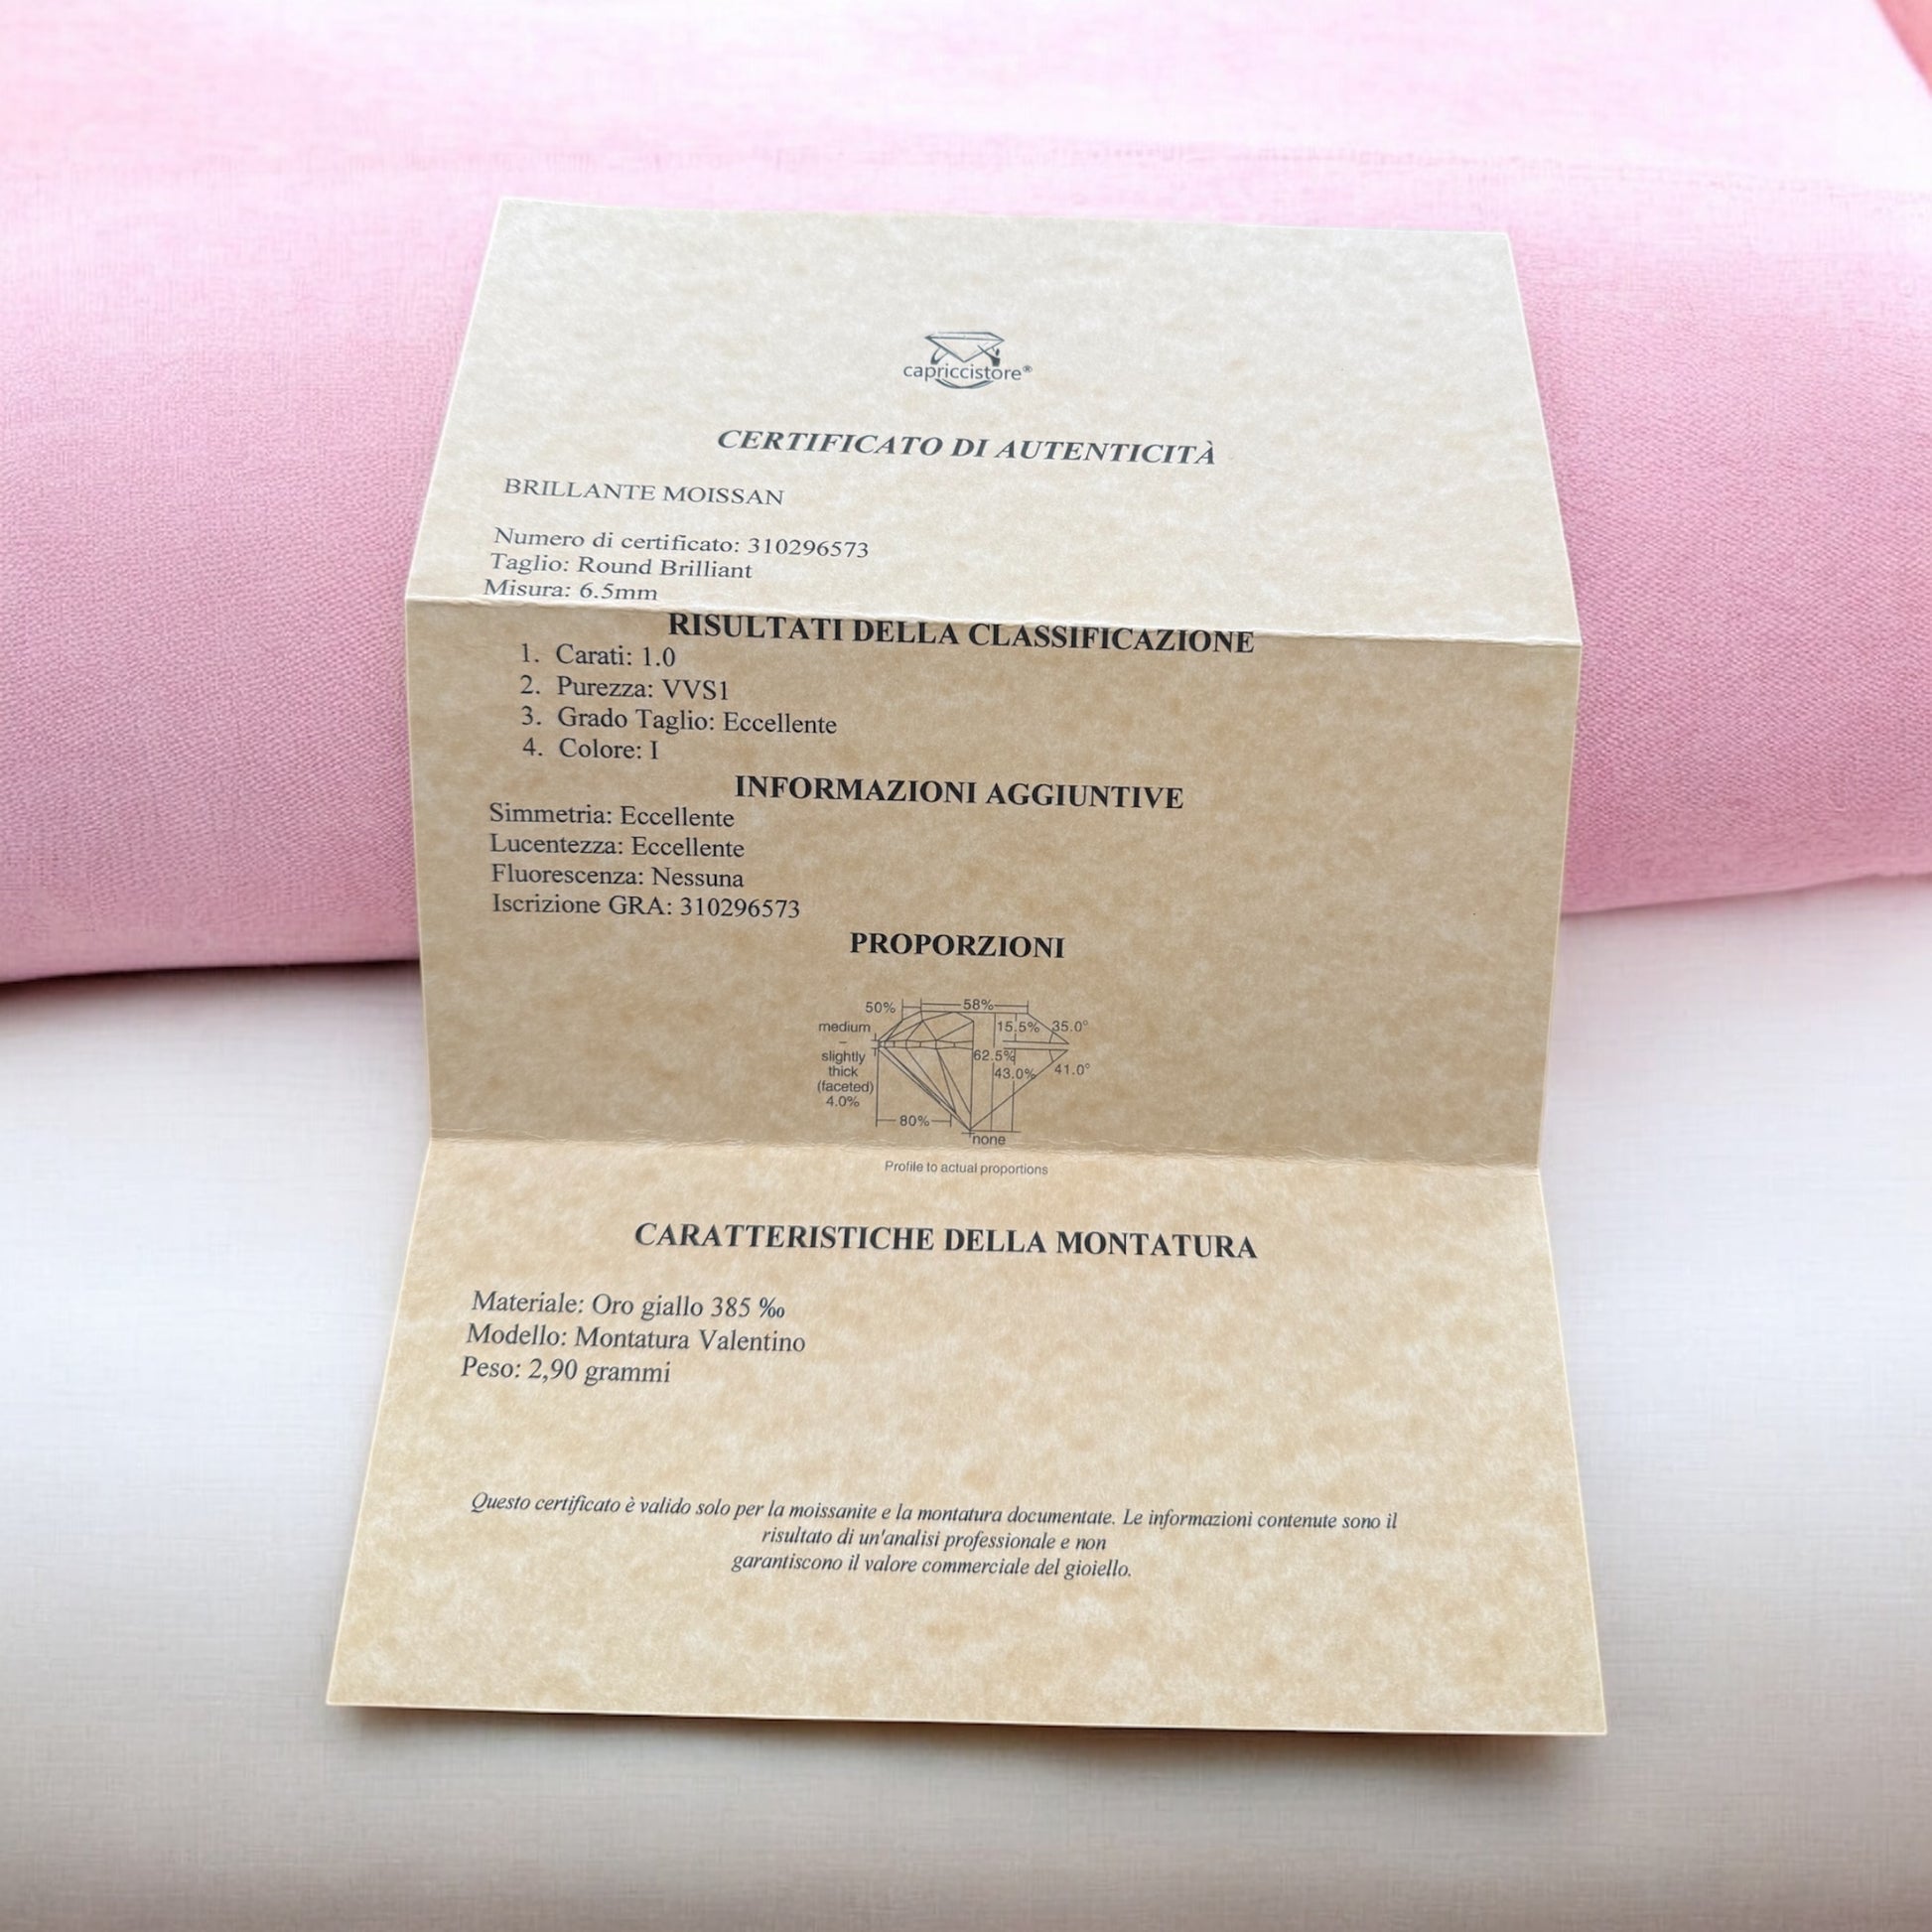 capriccistore®
CERTIFICATO DI AUTENTICITÀ
BRILLANTE MOISSAN
Numero di certificato: 310296573
Taglio: Round Brilliant
Misura: 6.5mm
RISULTATI DELLA CLASSIFICAZIONE
1. Carati: 1.0
2. Purezza: VVS1
3. Grado Taglio: Eccellente
4. Colore: I
INFORMAZIONI AGGIUNTIVE
Simmetria: Eccellente
Lucentezza: Eccellente
Fluorescenza: Nessuna
Iscrizione GRA: 310296573
PROPORZIONI
50% 58%
medium 15.5% 35.0°
–
slightly 62.5%
thick 43.0% 41.0°
(faceted)
4.0%
80%
none
Profile to actual proportions
CARATTERISTICHE DELLA MONTATURA
Materiale: Oro giallo 385 ‰
Modello: Montatura Valentino
Peso: 2,90 grammi
Questo certificato è valido solo per la moissanite e la montatura documentate. Le informazioni contenute sono il
risultato di un'analisi professionale e non
garantiscono il valore commerciale del gioiello.